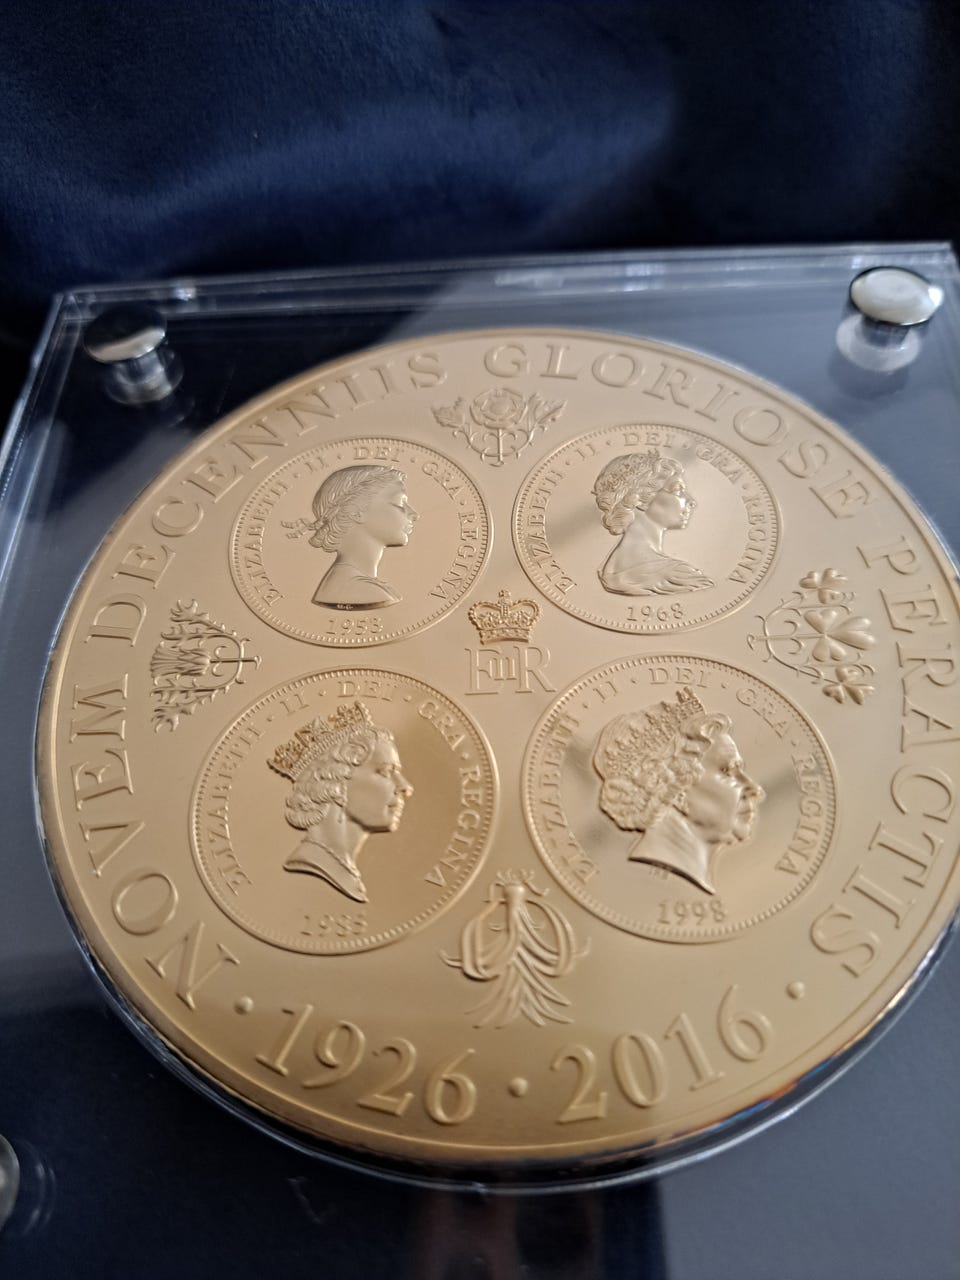 NOVEM DECENNIIS GLORIOSE PERACTIS
ELIZABETH · II · DEI · GRA · REGINA
1953
ELIZABETH · II · DEI · GRA · REGINA
1968
EIIR
ELIZABETH · II · DEI · GRA · REGINA
ELIZABETH · II · DEI · GRA · REGINA
1998
· 1926 · 2016 ·